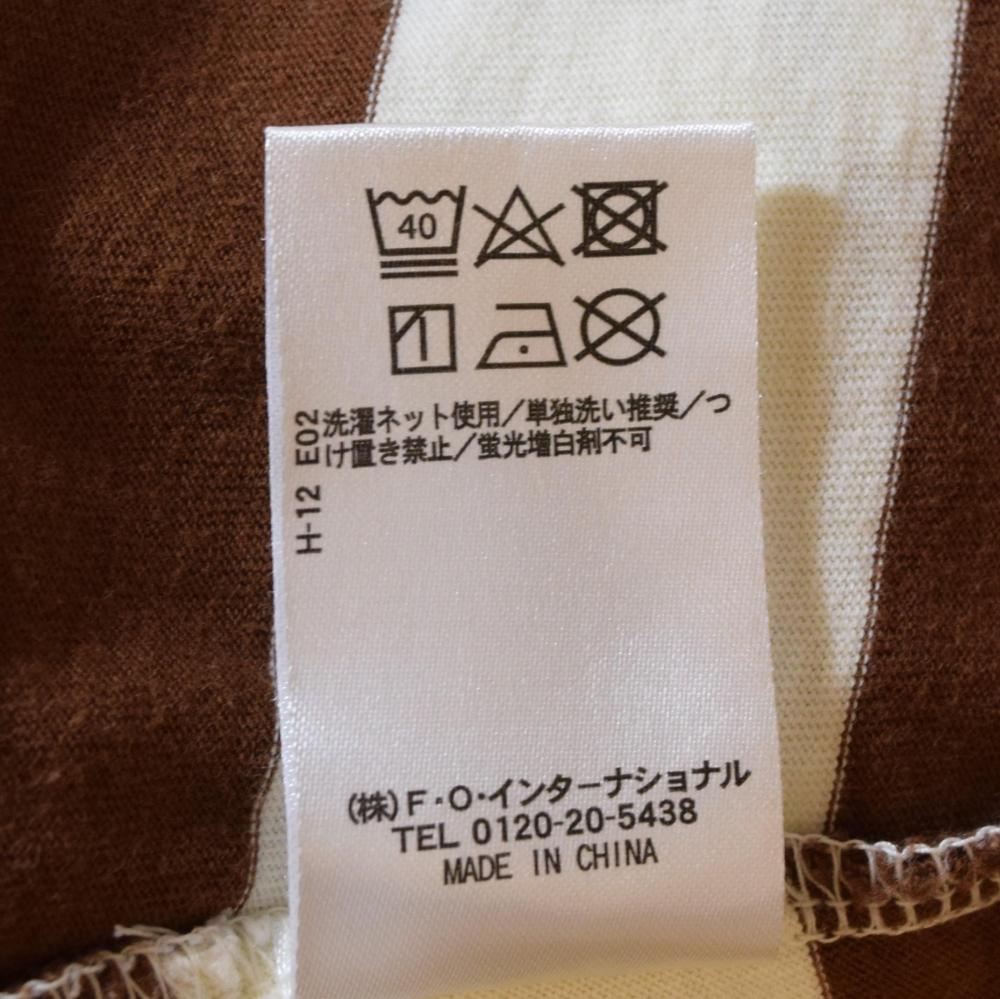 40
洗濯ネット使用／単独洗い推奨／つ
け置き禁止／蛍光増白剤不可
H-12 E02
(株)F・O・インターナショナル
TEL 0120-20-5438
MADE IN CHINA